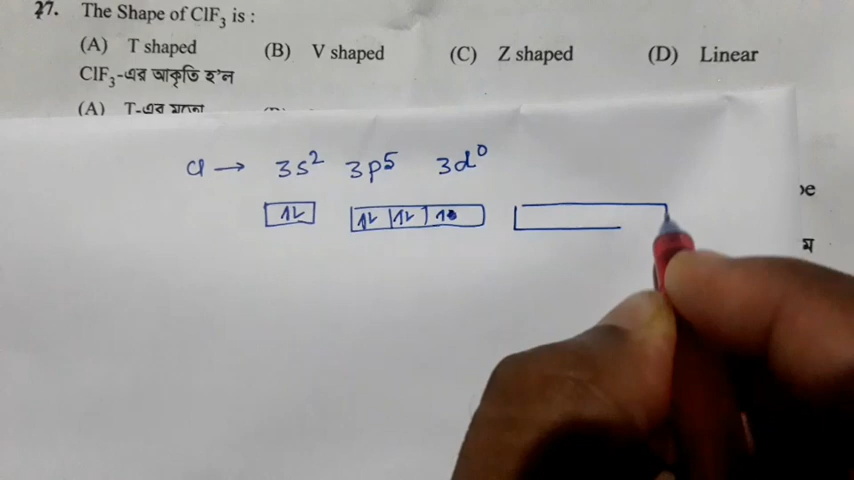 27. The Shape of ClF₃ is :
(A) T shaped (B) V shaped (C) Z shaped (D) Linear
ClF₃-এর আকৃতি হ'ল
(A) T-এর মতো
Cl → 3s² 3p⁵ 3d⁰